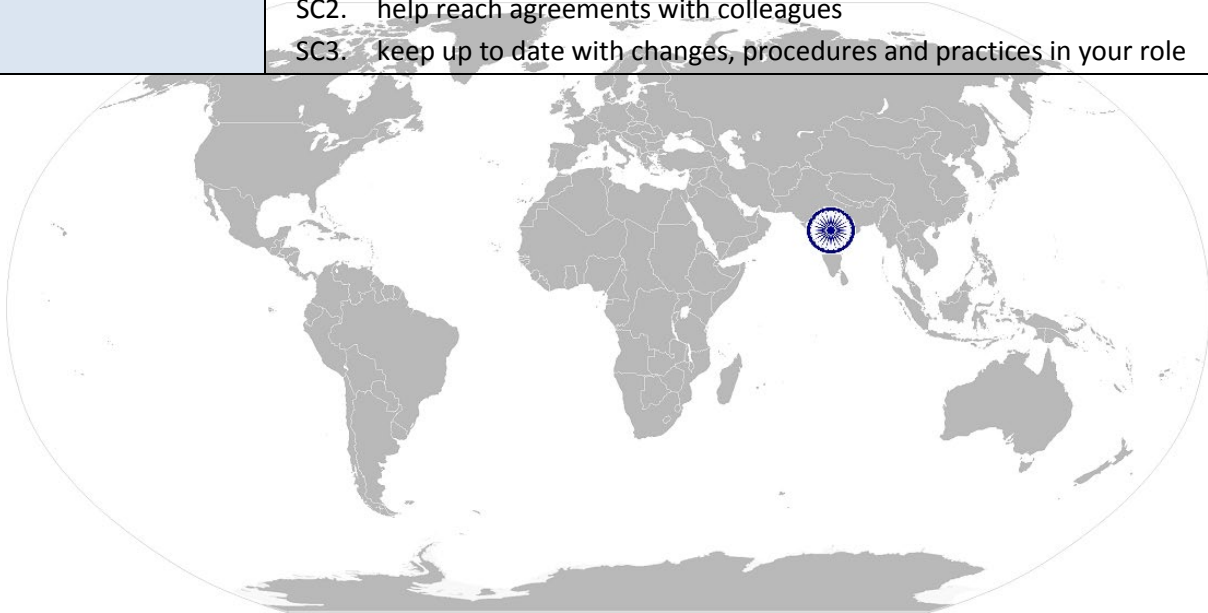 SC2. help reach agreements with colleagues
SC3. keep up to date with changes, procedures and practices in your role